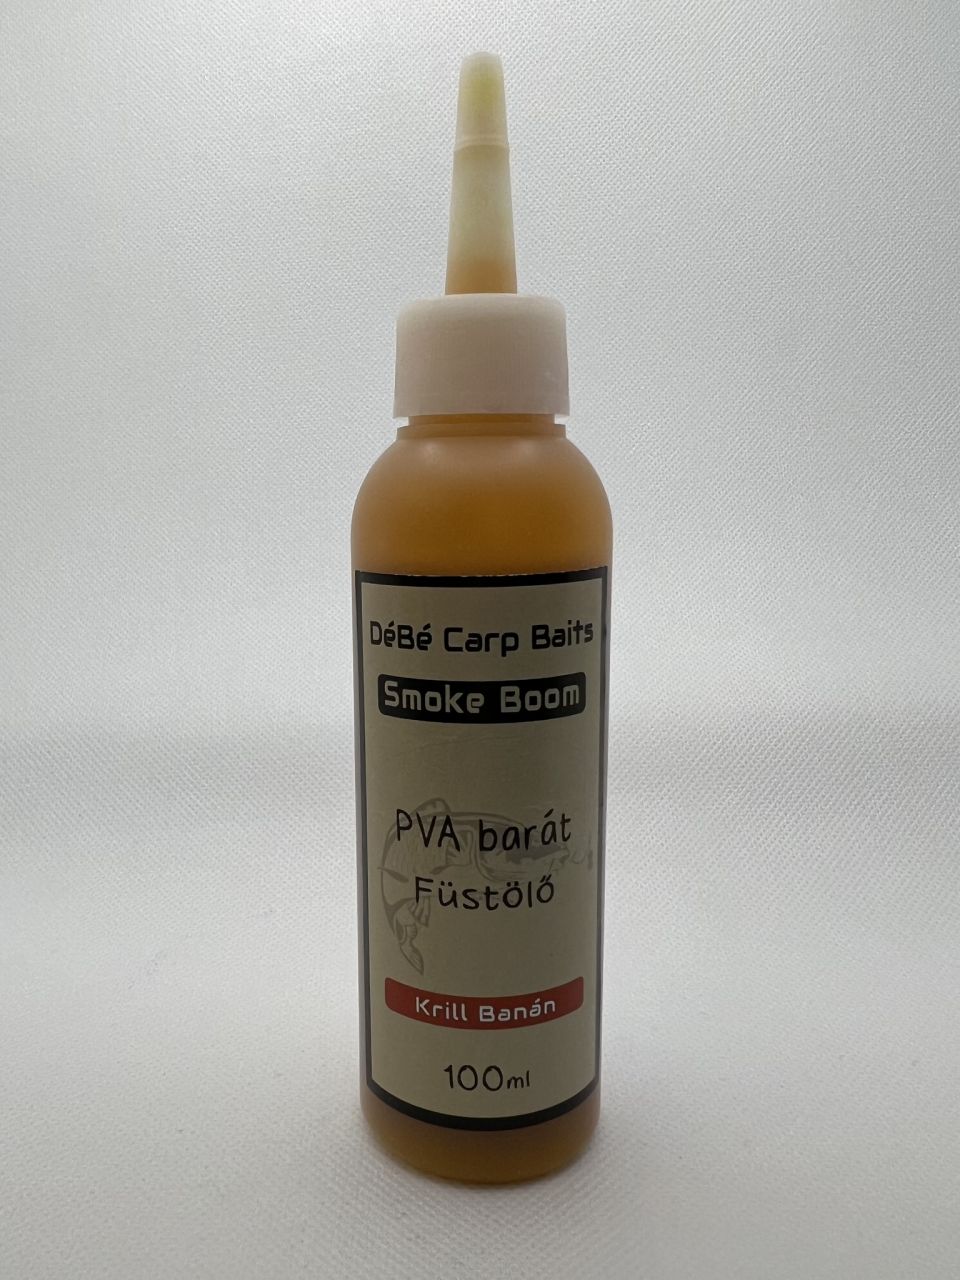 DéBé Carp Baits
Smoke Boom
PVA barát
Füstölő
Krill Banán
100ml